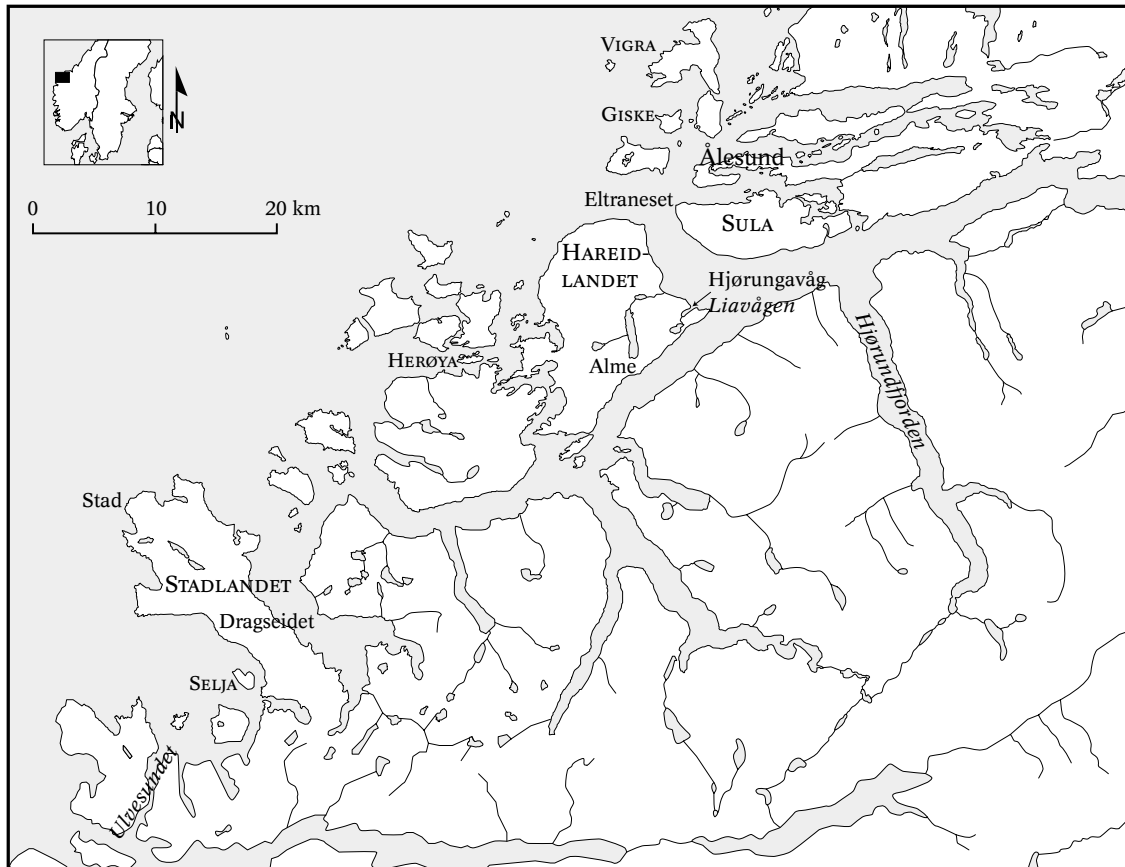 VIGRA
N
GISKE
Ålesund
Eltraneset
0 10 20 km
SULA
HAREID-
LANDET
Hjørungavåg
Liavågen
Hjørundfjorden
HERØYA
Alme
Stad
STADLANDET
Dragseidet
SELJA
Ulvesundet